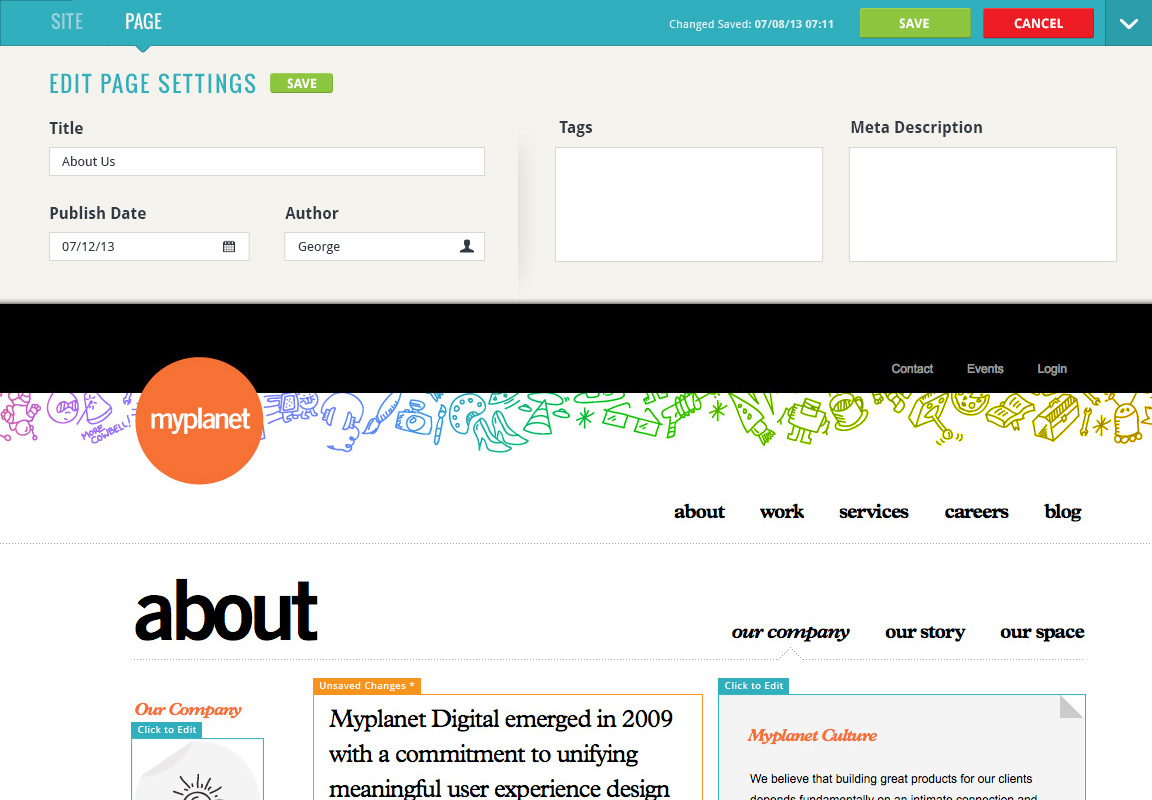 SITE PAGE Changed Saved: 07/08/13 07:11 SAVE CANCEL
EDIT PAGE SETTINGS SAVE
Title
About Us
Publish Date
07/12/13
Author
George
Tags
Meta Description
Contact Events Login
MORE COWBELL!
myplanet
about work services careers blog
about
our company our story our space
Our Company
Click to Edit
Unsaved Changes *
Myplanet Digital emerged in 2009
with a commitment to unifying
meaningful user experience design
Click to Edit
Myplanet Culture
We believe that building great products for our clients
depends fundamentally on an intimate connection and